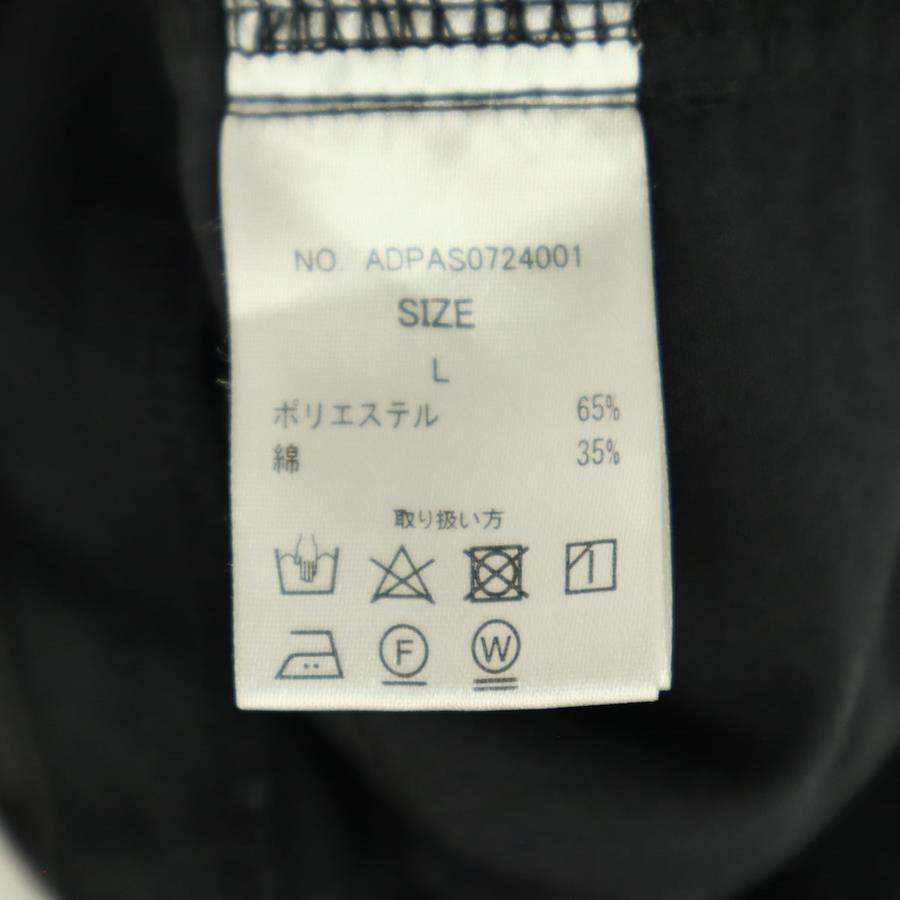 NO. ADPAS0724001
SIZE
L
ポリエステル 65%
綿 35%
取り扱い方
F W